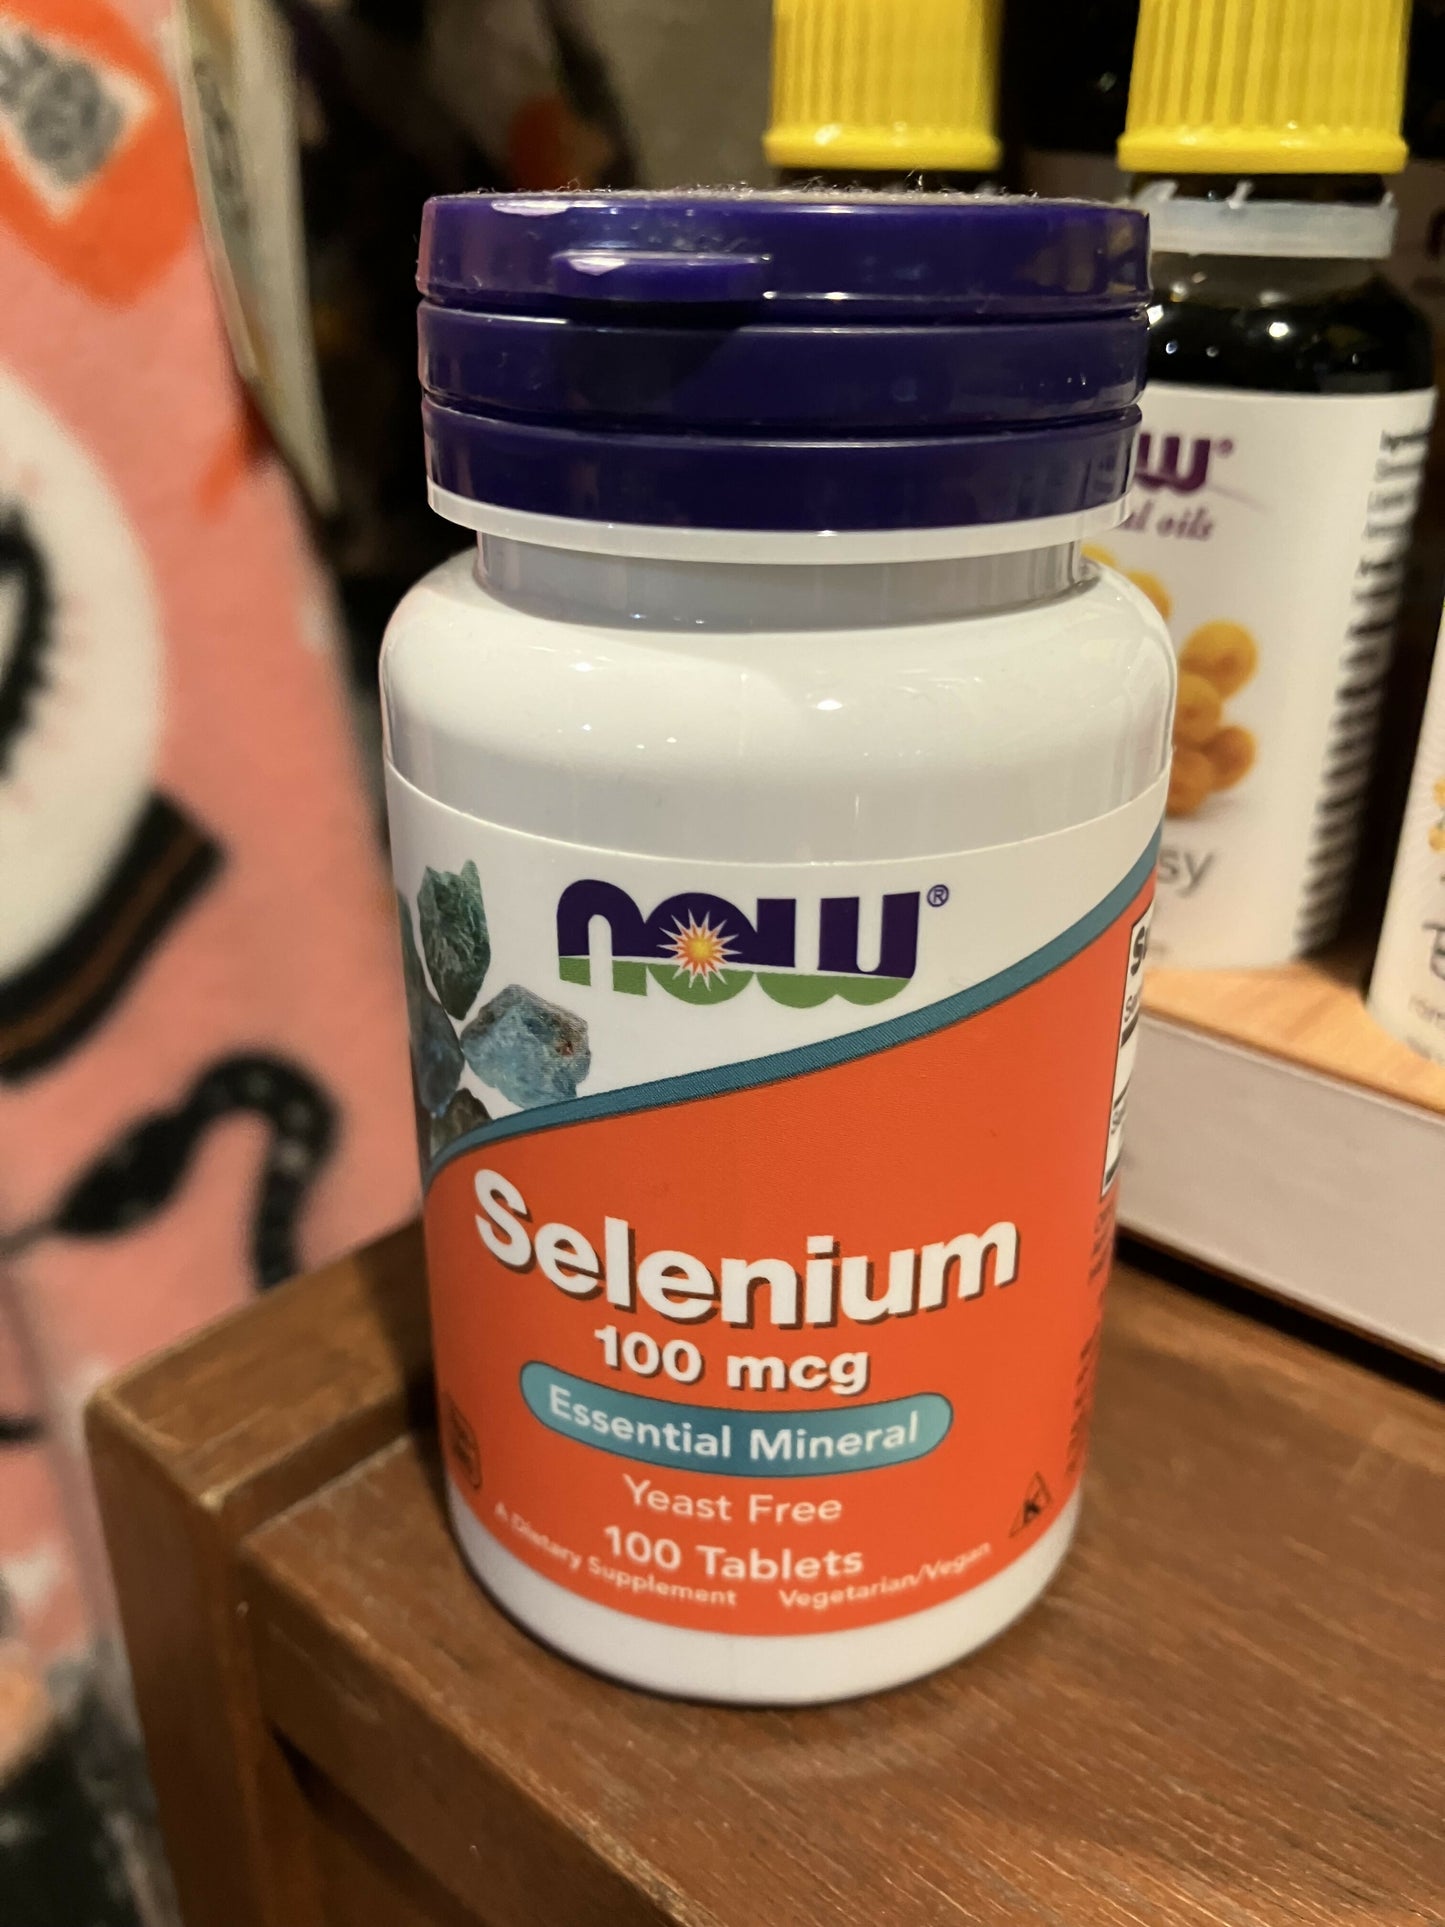 now®
Selenium
100 mcg
Essential Mineral
Yeast Free
100 Tablets
A Dietary Supplement
Vegetarian/Vegan
K